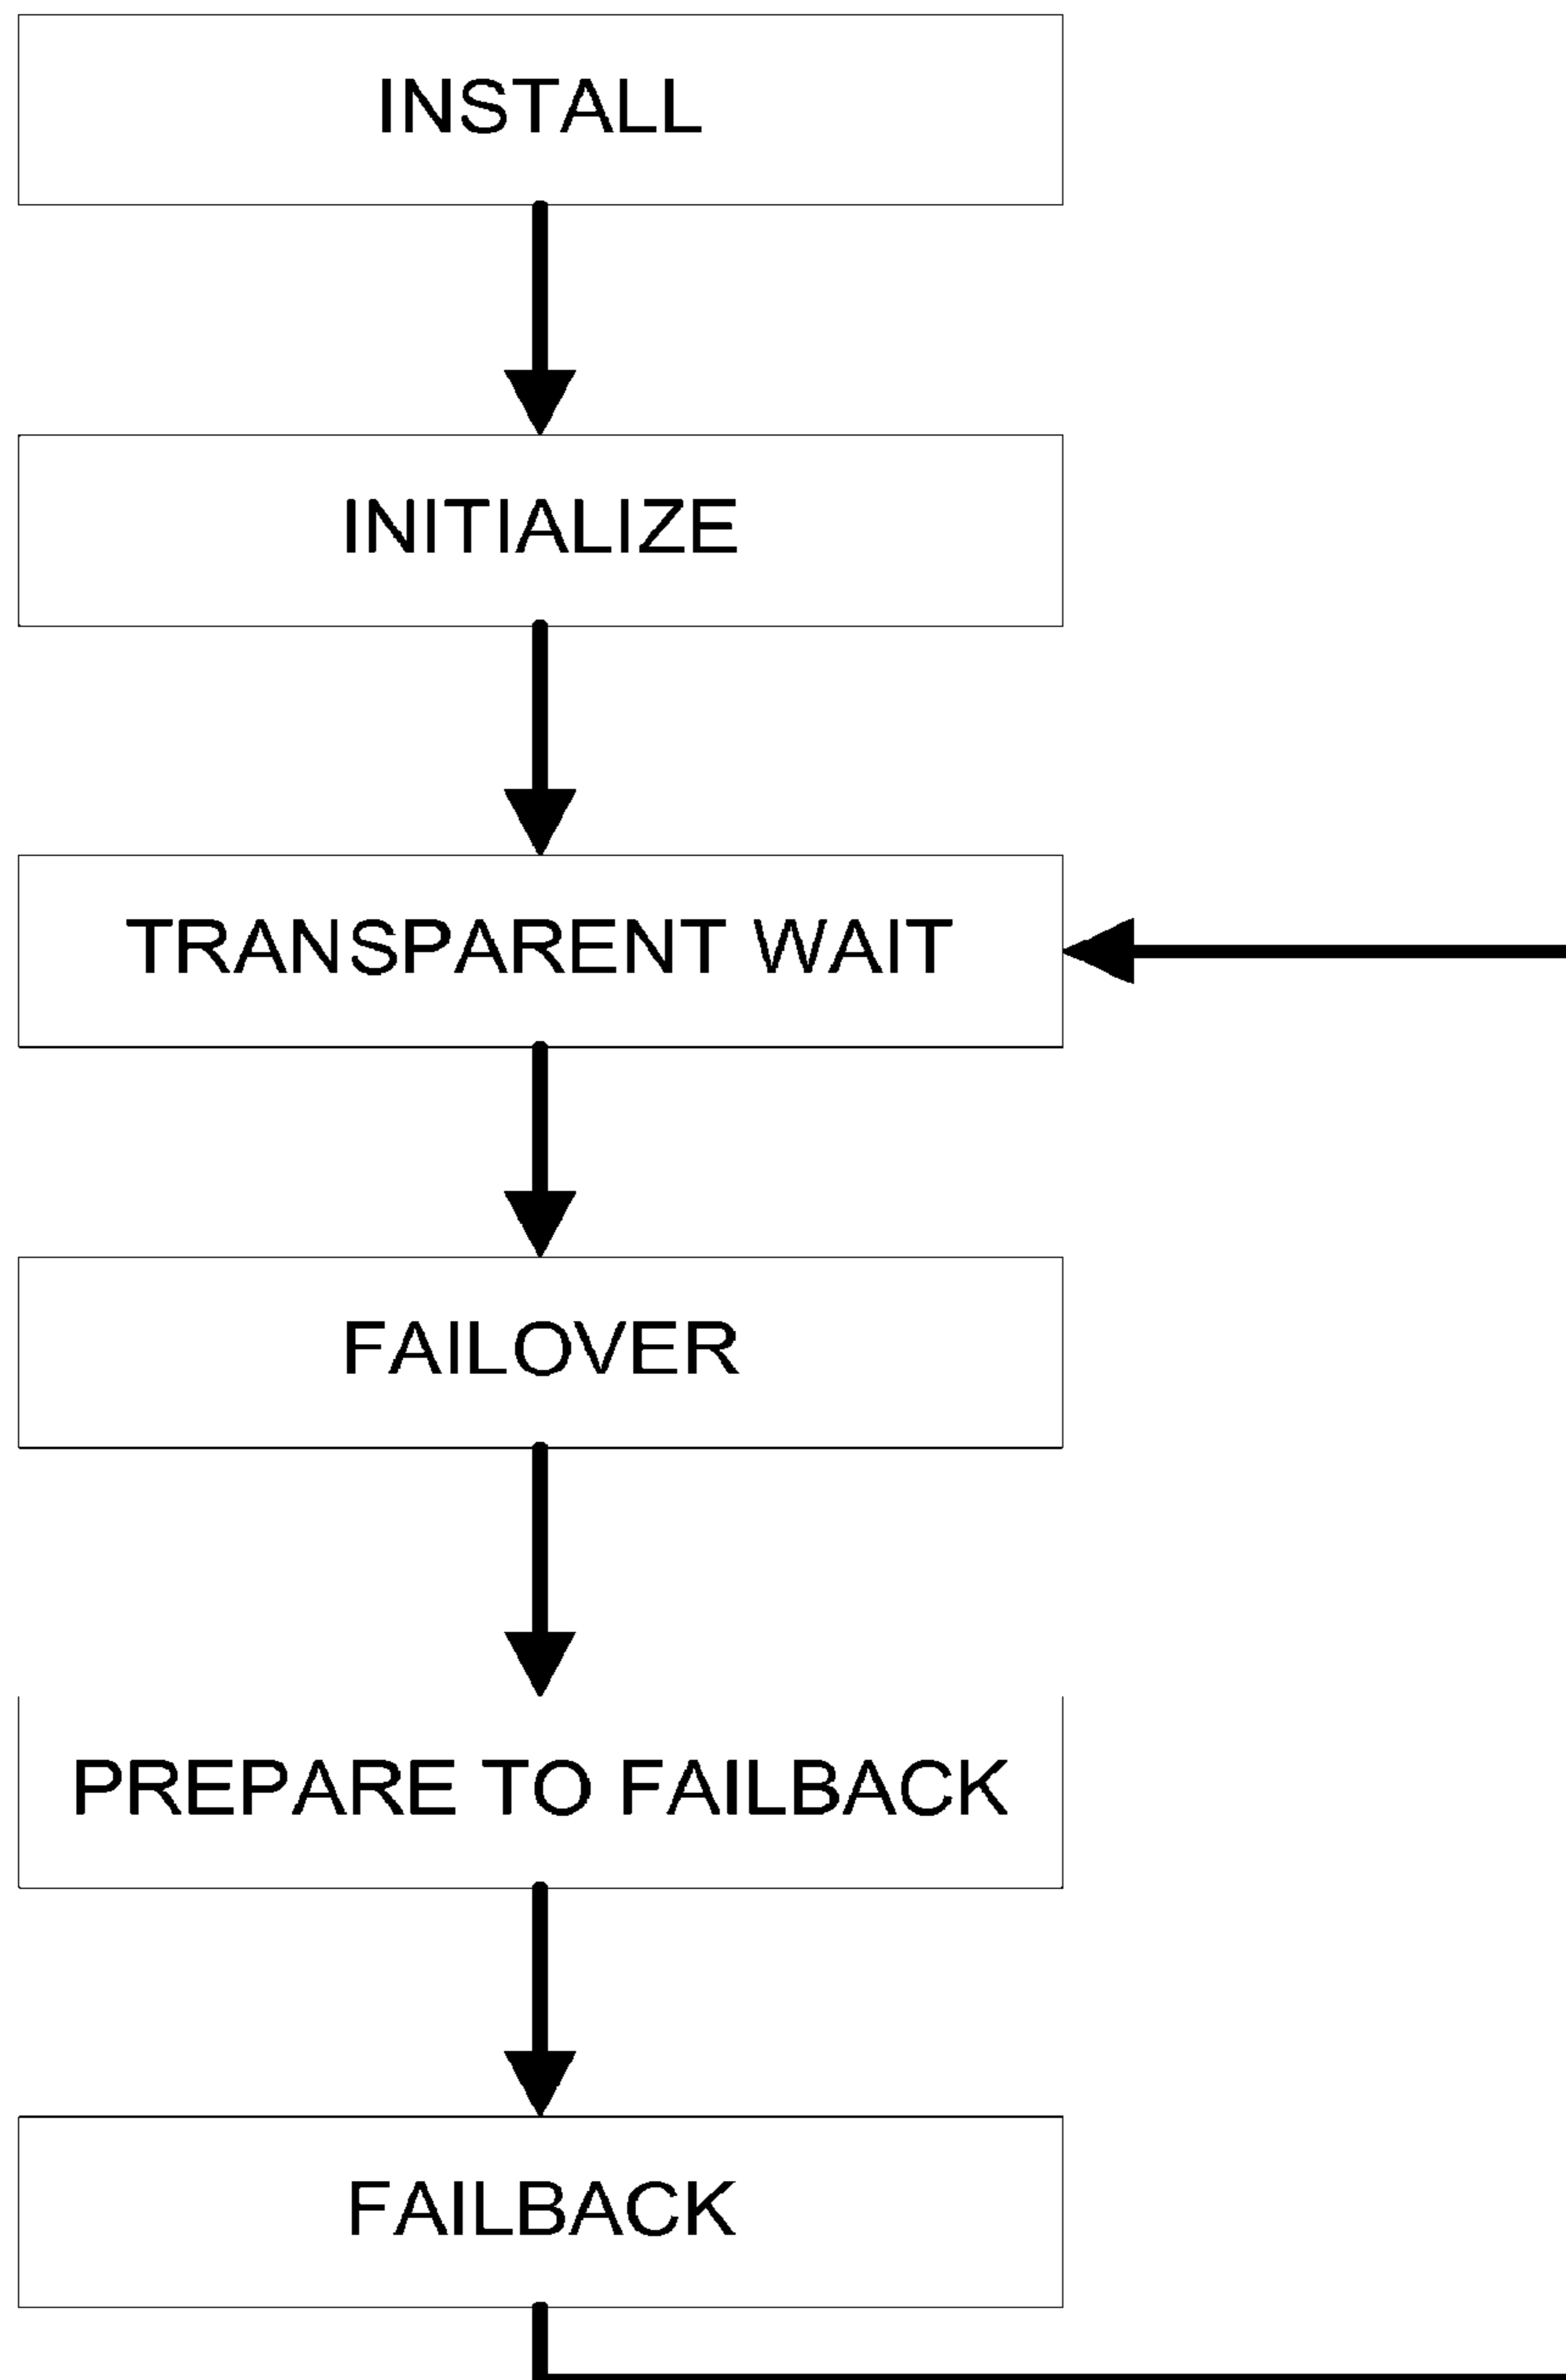 INSTALL
INITIALIZE
TRANSPARENT WAIT
FAILOVER
PREPARE TO FAILBACK
FAILBACK